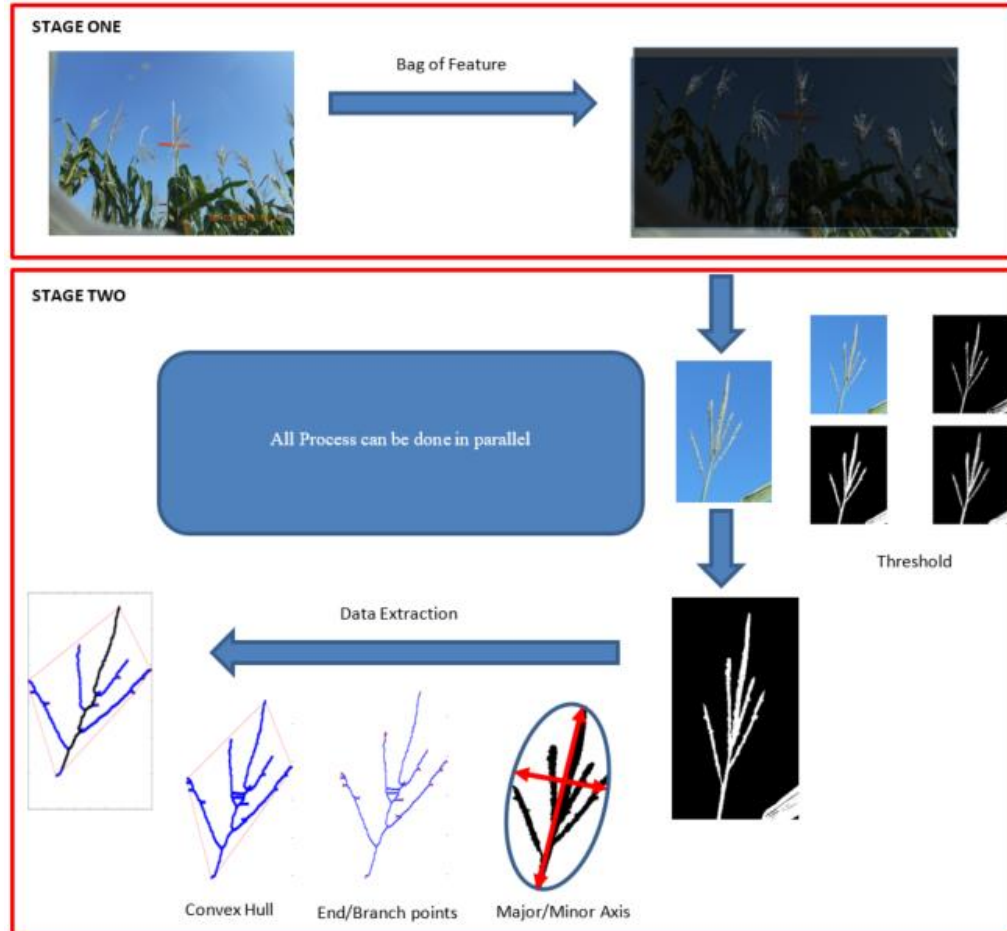 STAGE ONE
Bag of Feature
STAGE TWO
All Process can be done in parallel
Threshold
Data Extraction
Convex Hull
End/Branch points
Major/Minor Axis